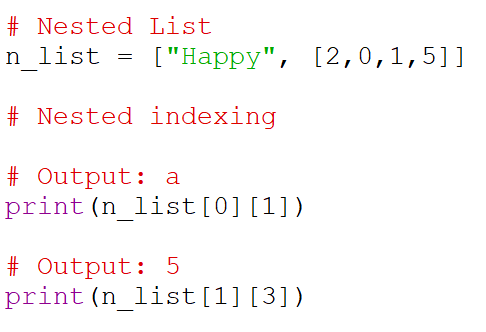 # Nested List
n_list = ["Happy", [2,0,1,5]]
# Nested indexing
# Output: a
print(n_list[0][1])
# Output: 5
print(n_list[1][3])